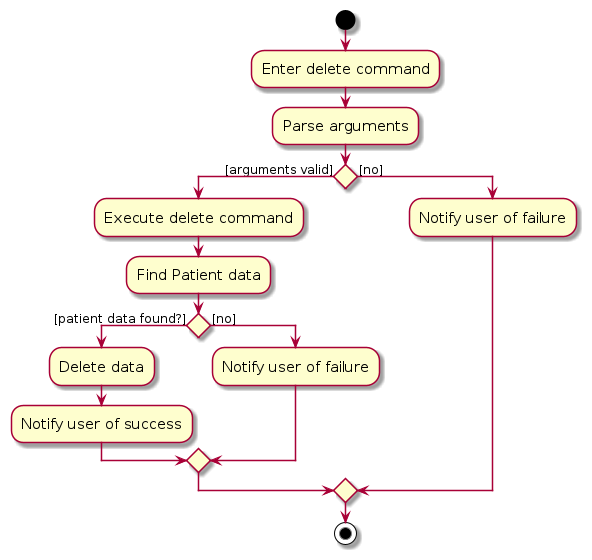 Enter delete command
Parse arguments
[arguments valid]
[no]
Execute delete command
Notify user of failure
Find Patient data
[patient data found?]
[no]
Delete data
Notify user of failure
Notify user of success